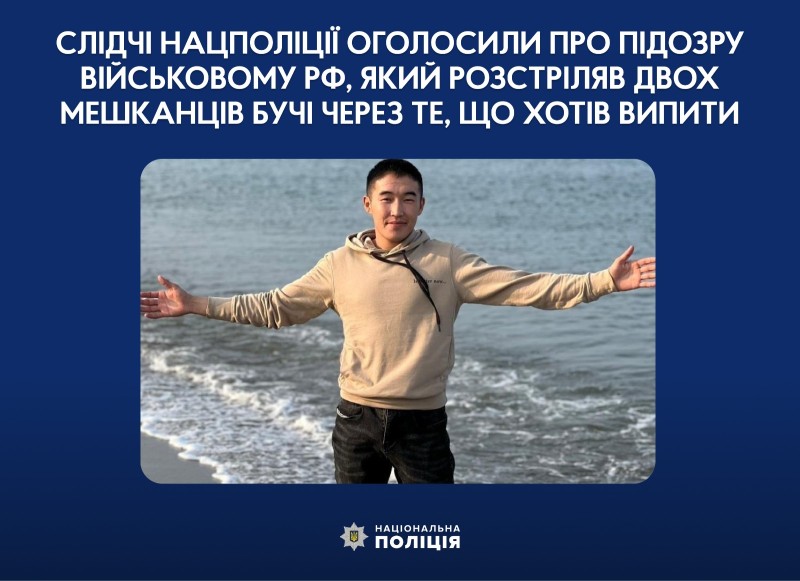 СЛІДЧІ НАЦПОЛІЦІЇ ОГОЛОСИЛИ ПРО ПІДОЗРУ
ВІЙСЬКОВОМУ РФ, ЯКИЙ РОЗСТРІЛЯВ ДВОХ
МЕШКАНЦІВ БУЧІ ЧЕРЕЗ ТЕ, ЩО ХОТІВ ВИПИТИ
НАЦІОНАЛЬНА
ПОЛІЦІЯ